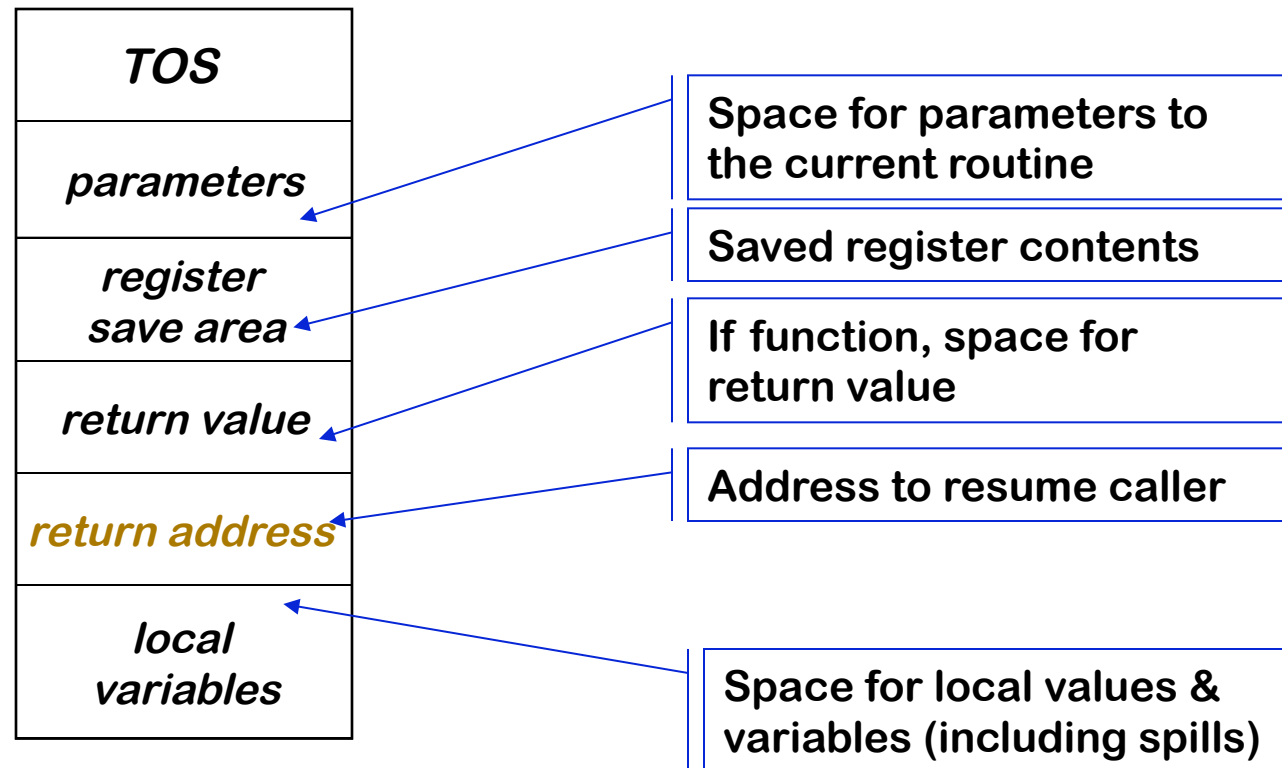 TOS
parameters
register
save area
return value
return address
local
variables
Space for parameters to
the current routine
Saved register contents
If function, space for
return value
Address to resume caller
Space for local values &
variables (including spills)